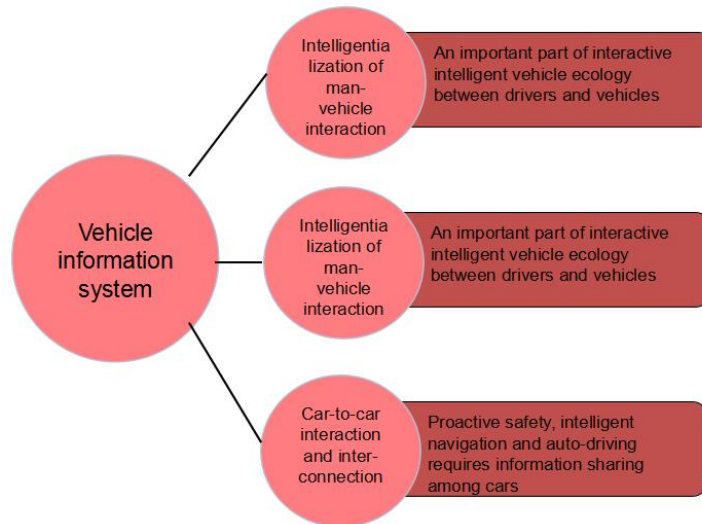 Vehicle
information
system
Intelligentia
lization of
man-
vehicle
interaction
An important part of interactive
intelligent vehicle ecology
between drivers and vehicles
Intelligentia
lization of
man-
vehicle
interaction
An important part of interactive
intelligent vehicle ecology
between drivers and vehicles
Car-to-car
interaction
and inter-
connection
Proactive safety, intelligent
navigation and auto-driving
requires information sharing
among cars